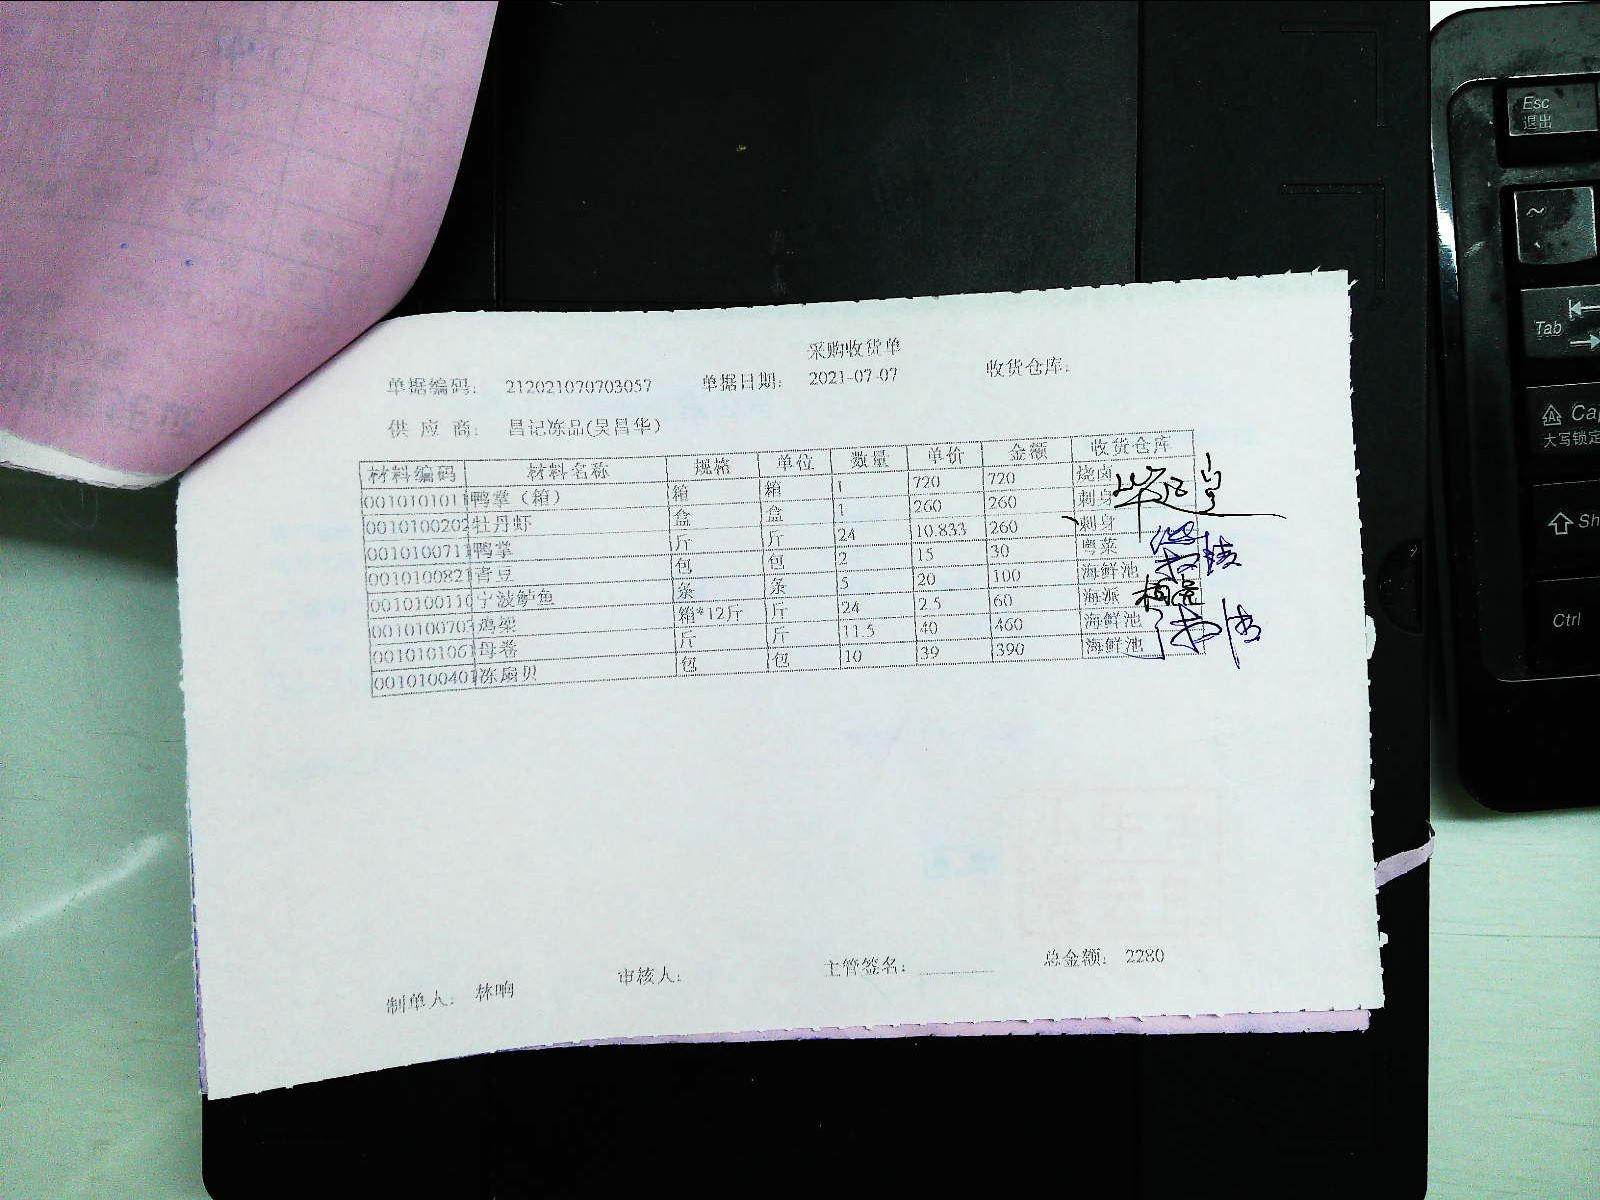 采购收货单
单据编码： 212021070703057 单据日期： 2021-07-07 收货仓库：
供 应 商： 昌记冻品(吴昌华)
材料编码 材料名称 规格 单位 数量 单价 金额 收货仓库
0010101011 鸭掌（箱） 箱 箱 1 720 720 烧卤
0010100202 牡丹虾 盒 盒 1 260 260 刺身
0010100711 鸭掌 斤 斤 24 10.833 260 刺身
0010100821 青豆 包 包 2 15 30 粤菜
0010100110 宁波鲈鱼 条 条 5 20 100 海鲜池
0010100703 鸡架 箱*12斤 斤 24 2.5 60 海派
0010101061 母卷 斤 斤 11.5 40 460 海鲜池
0010100401 冻扇贝 包 包 10 39 390 海鲜池
制单人： 林响 审核人： 主管签名： 总金额： 2280
Esc
退出
~
Tab
大写锁定
Ctrl